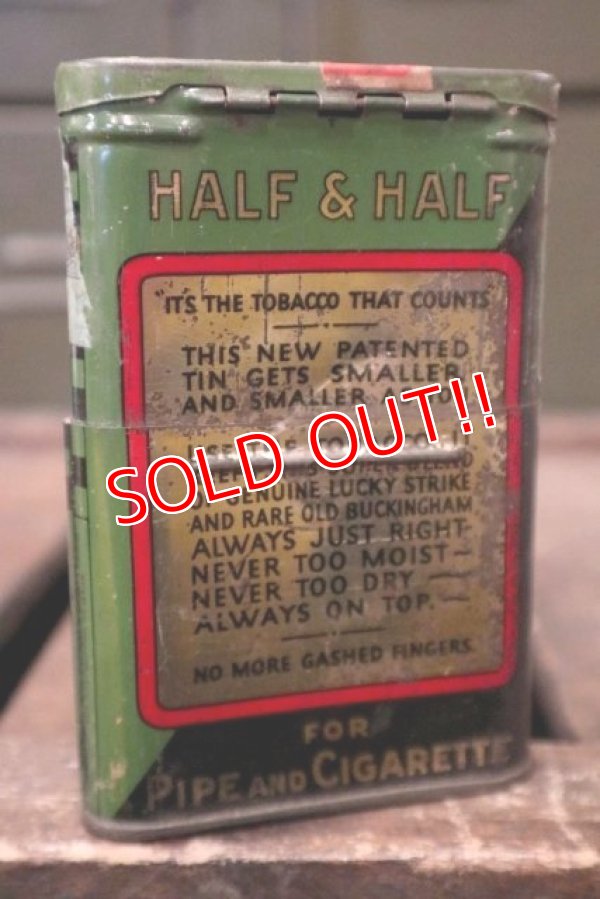 HALF & HALF
"IT'S THE TOBACCO THAT COUNTS"
THIS NEW PATENTED
TIN GETS SMALLER
AND SMALLER
SOLD OUT!!
OF GENUINE LUCKY STRIKE
AND RARE OLD BUCKINGHAM
ALWAYS JUST RIGHT-
NEVER TOO MOIST—
NEVER TOO DRY —
ALWAYS ON TOP.—
NO MORE GASHED FINGERS.
FOR
PIPE AND CIGARETTE